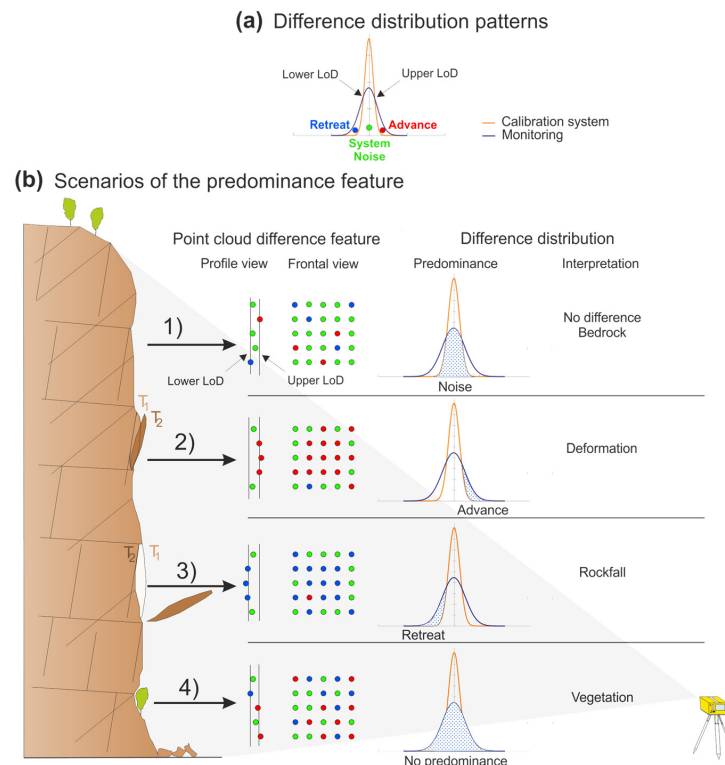 (a) Difference distribution patterns
Lower LoD
Upper LoD
Retreat
Advance
System
Noise
Calibration system
Monitoring
(b) Scenarios of the predominance feature
Point cloud difference feature
Difference distribution
Profile view
Frontal view
Predominance
Interpretation
1)
No difference
Bedrock
Lower LoD
Upper LoD
Noise
T1
T2
2)
Deformation
Advance
T2
T1
3)
Rockfall
Retreat
4)
Vegetation
No predominance